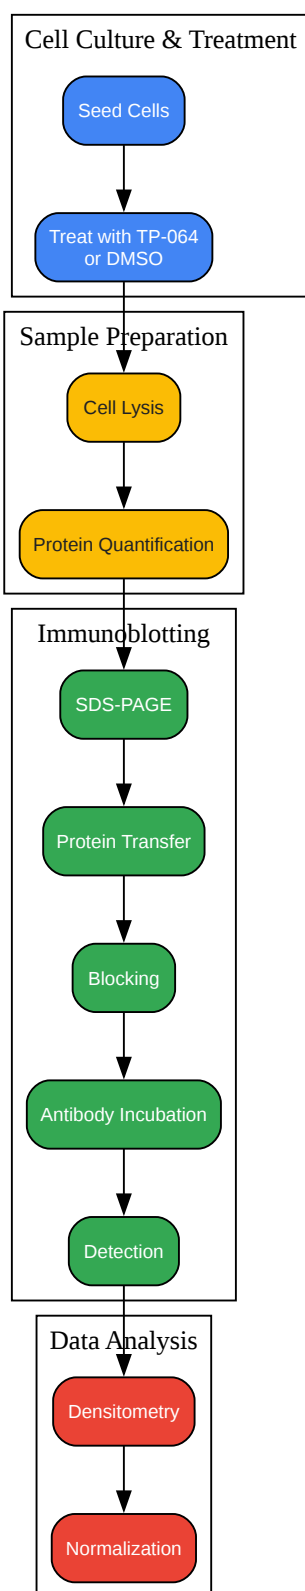 Cell Culture & Treatment
Seed Cells
Treat with TP-064
or DMSO
Sample Preparation
Cell Lysis
Protein Quantification
Immunoblotting
SDS-PAGE
Protein Transfer
Blocking
Antibody Incubation
Detection
Data Analysis
Densitometry
Normalization